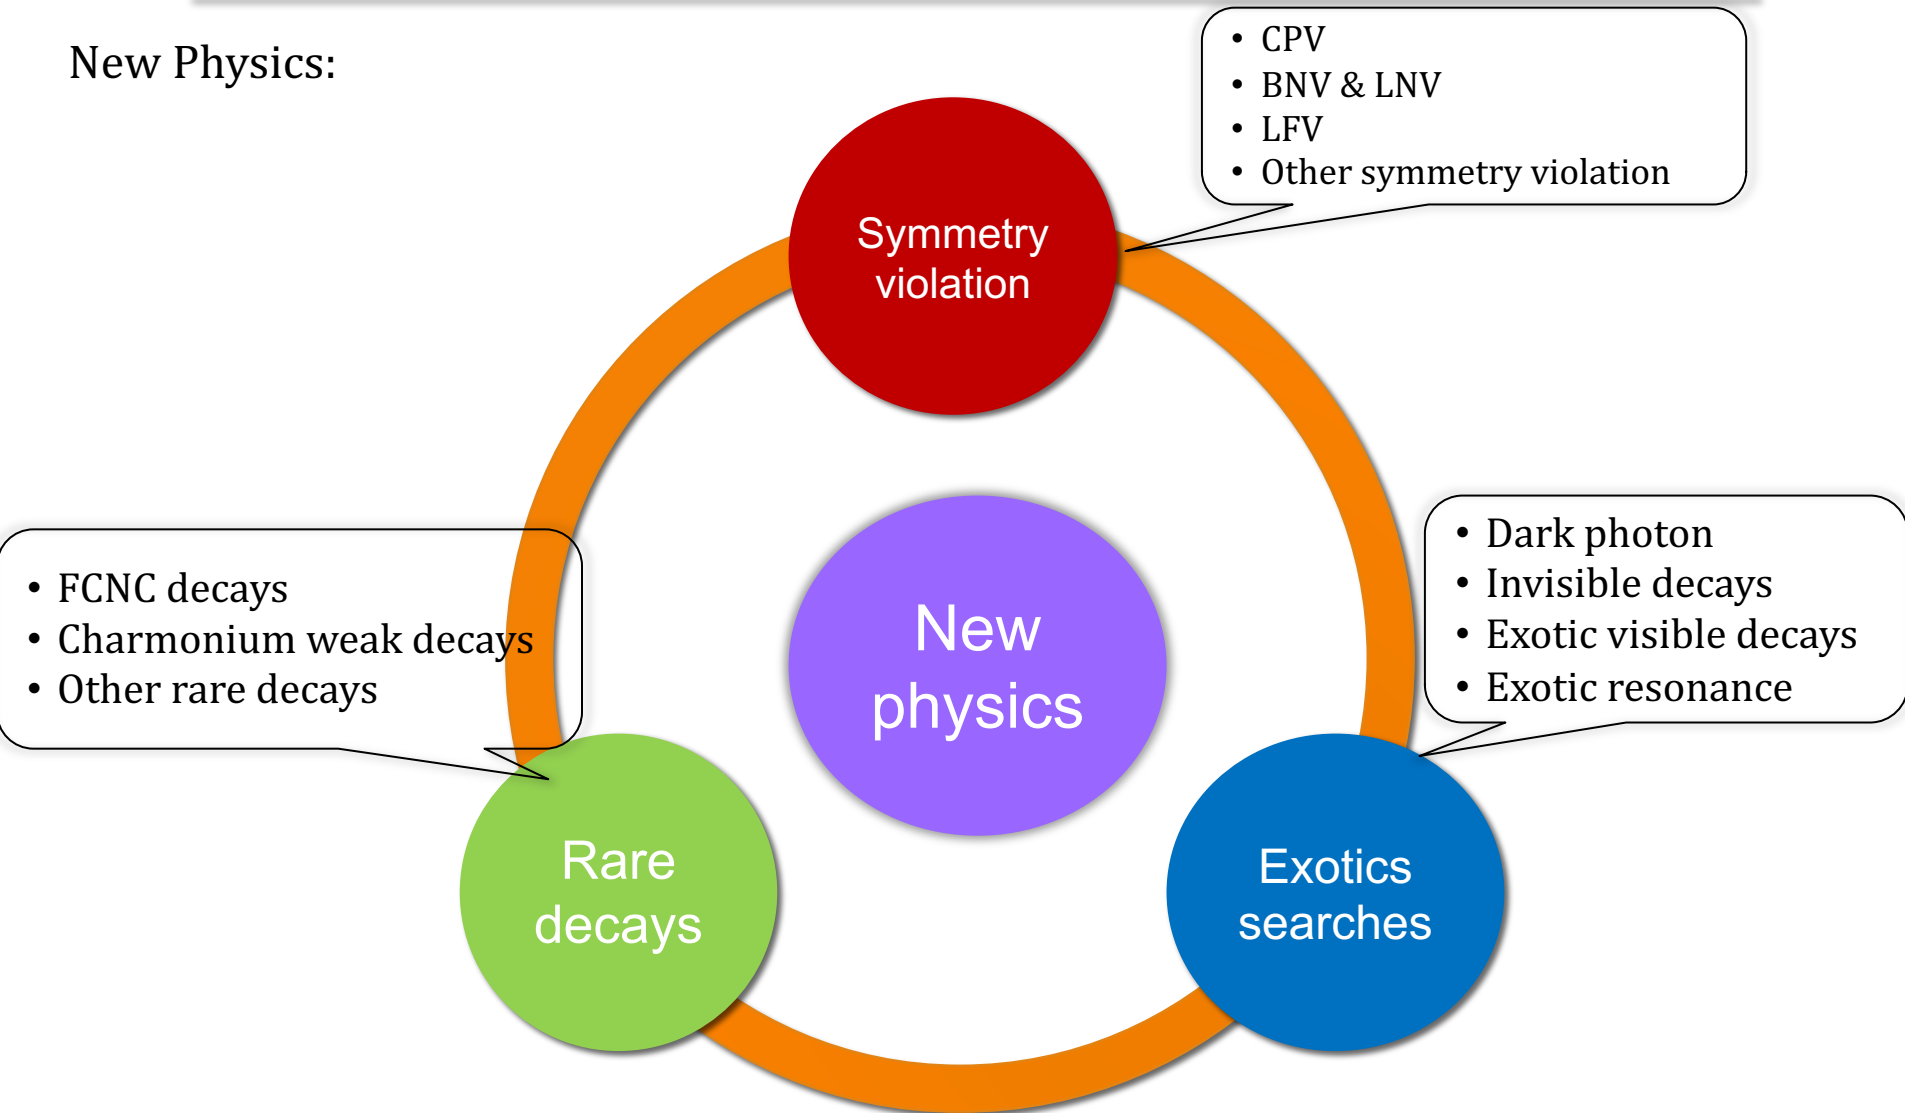 New Physics:
• CPV
• BNV & LNV
• LFV
• Other symmetry violation
Symmetry
violation
• FCNC decays
• Charmonium weak decays
• Other rare decays
New
physics
• Dark photon
• Invisible decays
• Exotic visible decays
• Exotic resonance
Rare
decays
Exotics
searches